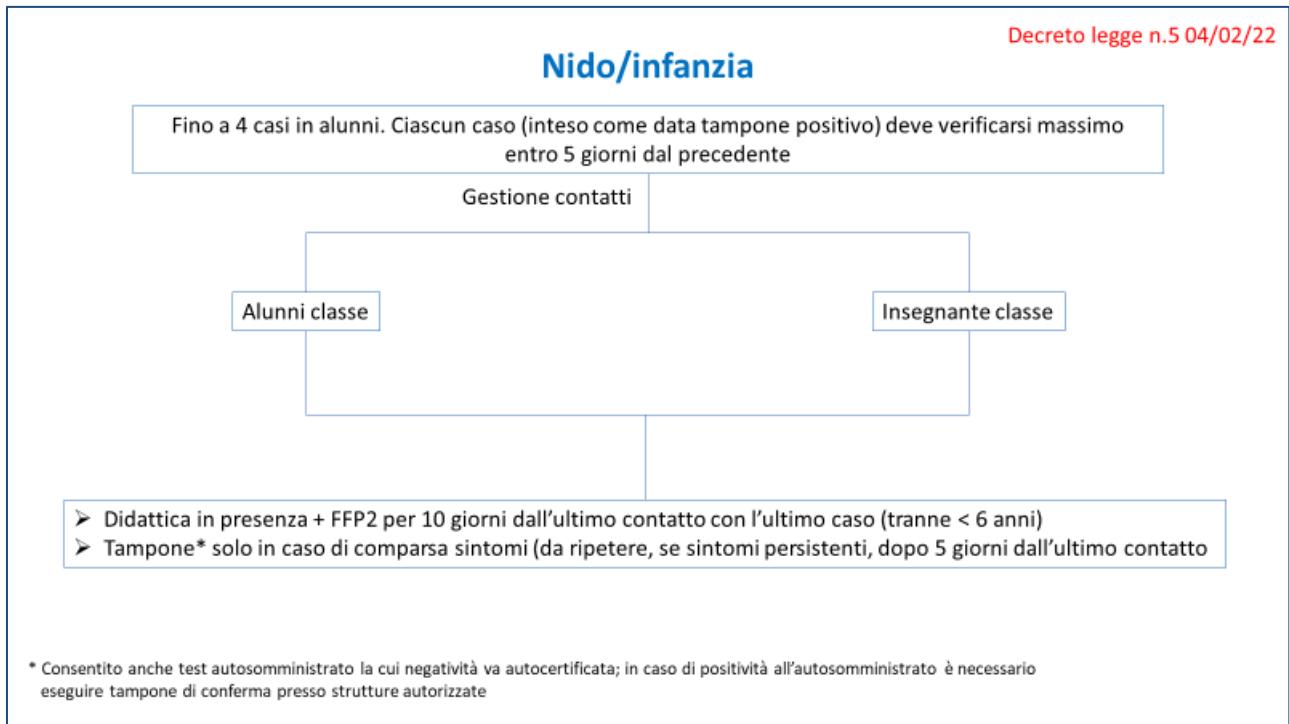 Decreto legge n.5 04/02/22
Nido/infanzia
Fino a 4 casi in alunni. Ciascun caso (inteso come data tampone positivo) deve verificarsi massimo
entro 5 giorni dal precedente
Gestione contatti
Alunni classe
Insegnante classe
➢ Didattica in presenza + FFP2 per 10 giorni dall’ultimo contatto con l’ultimo caso (tranne < 6 anni)
➢ Tampone* solo in caso di comparsa sintomi (da ripetere, se sintomi persistenti, dopo 5 giorni dall’ultimo contatto
* Consentito anche test autosomministrato la cui negatività va autocertificata; in caso di positività all’autosomministrato è necessario
eseguire tampone di conferma presso strutture autorizzate